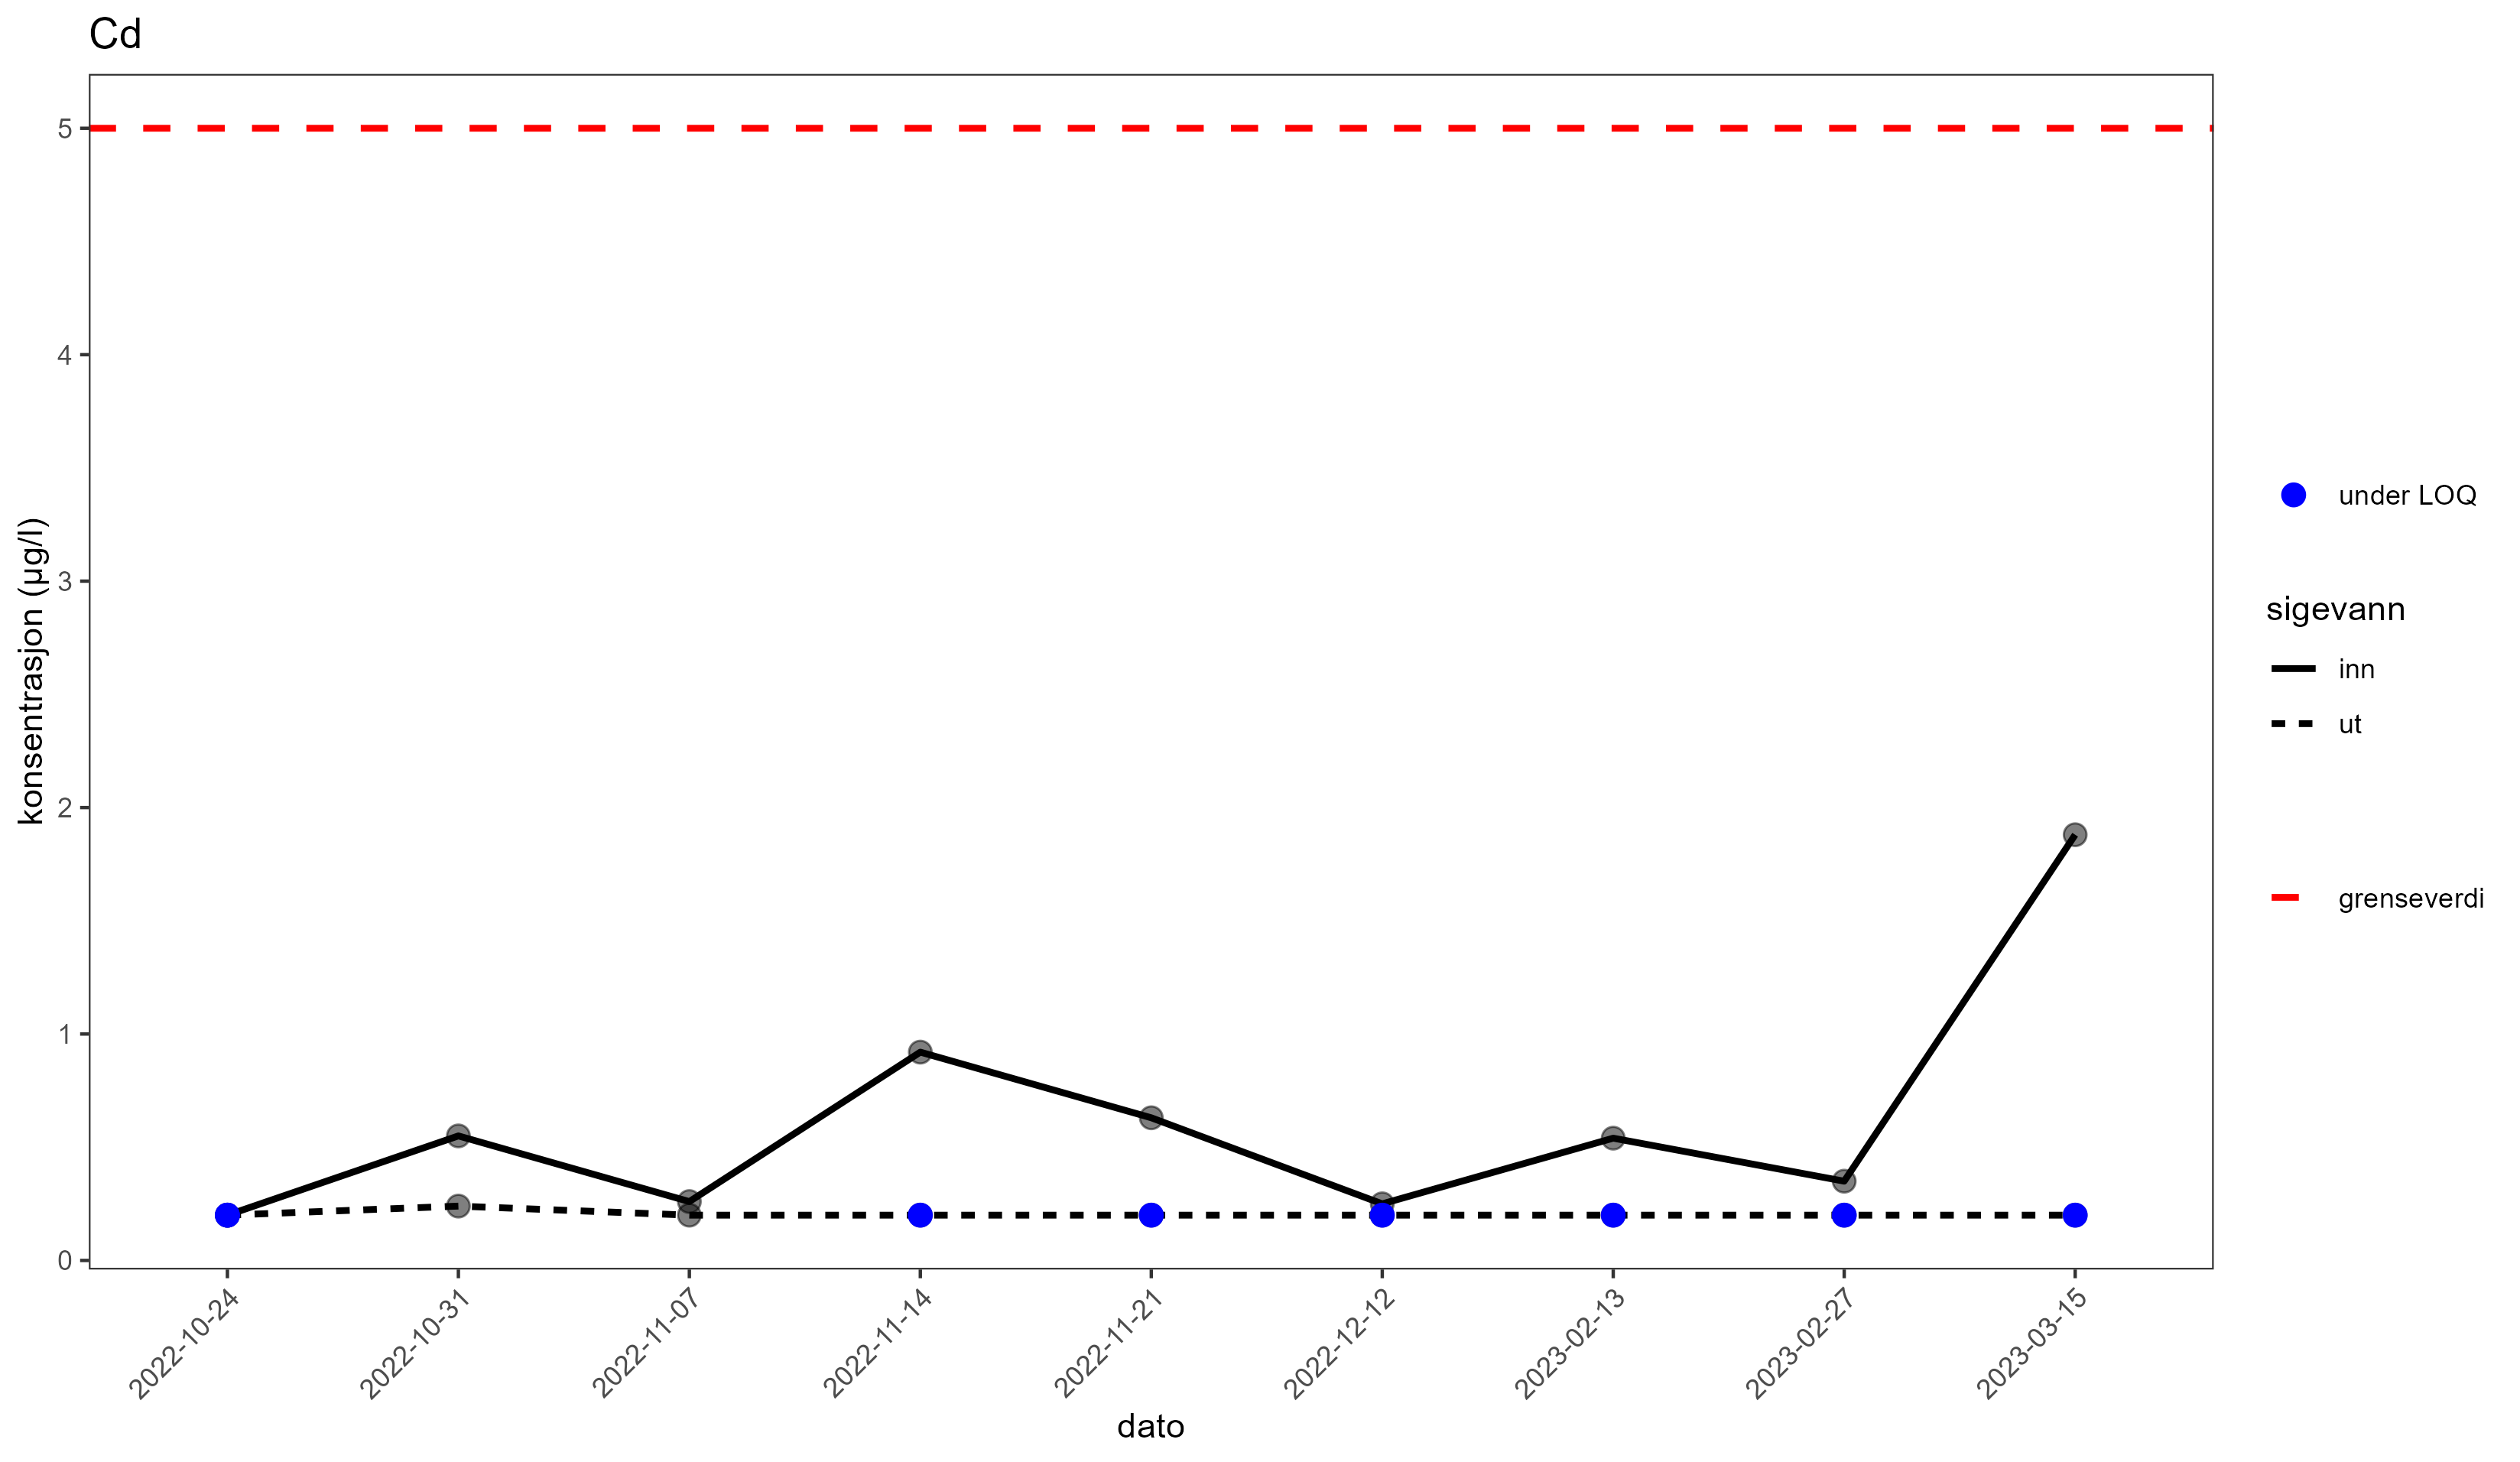 Cd
konsentrasjon (µg/l)
5
4
3
2
1
0
2022-10-24
2022-10-31
2022-11-07
2022-11-14
2022-11-21
2022-12-12
2023-02-13
2023-02-27
2023-03-15
dato
under LOQ
sigevann
inn
ut
grenseverdi